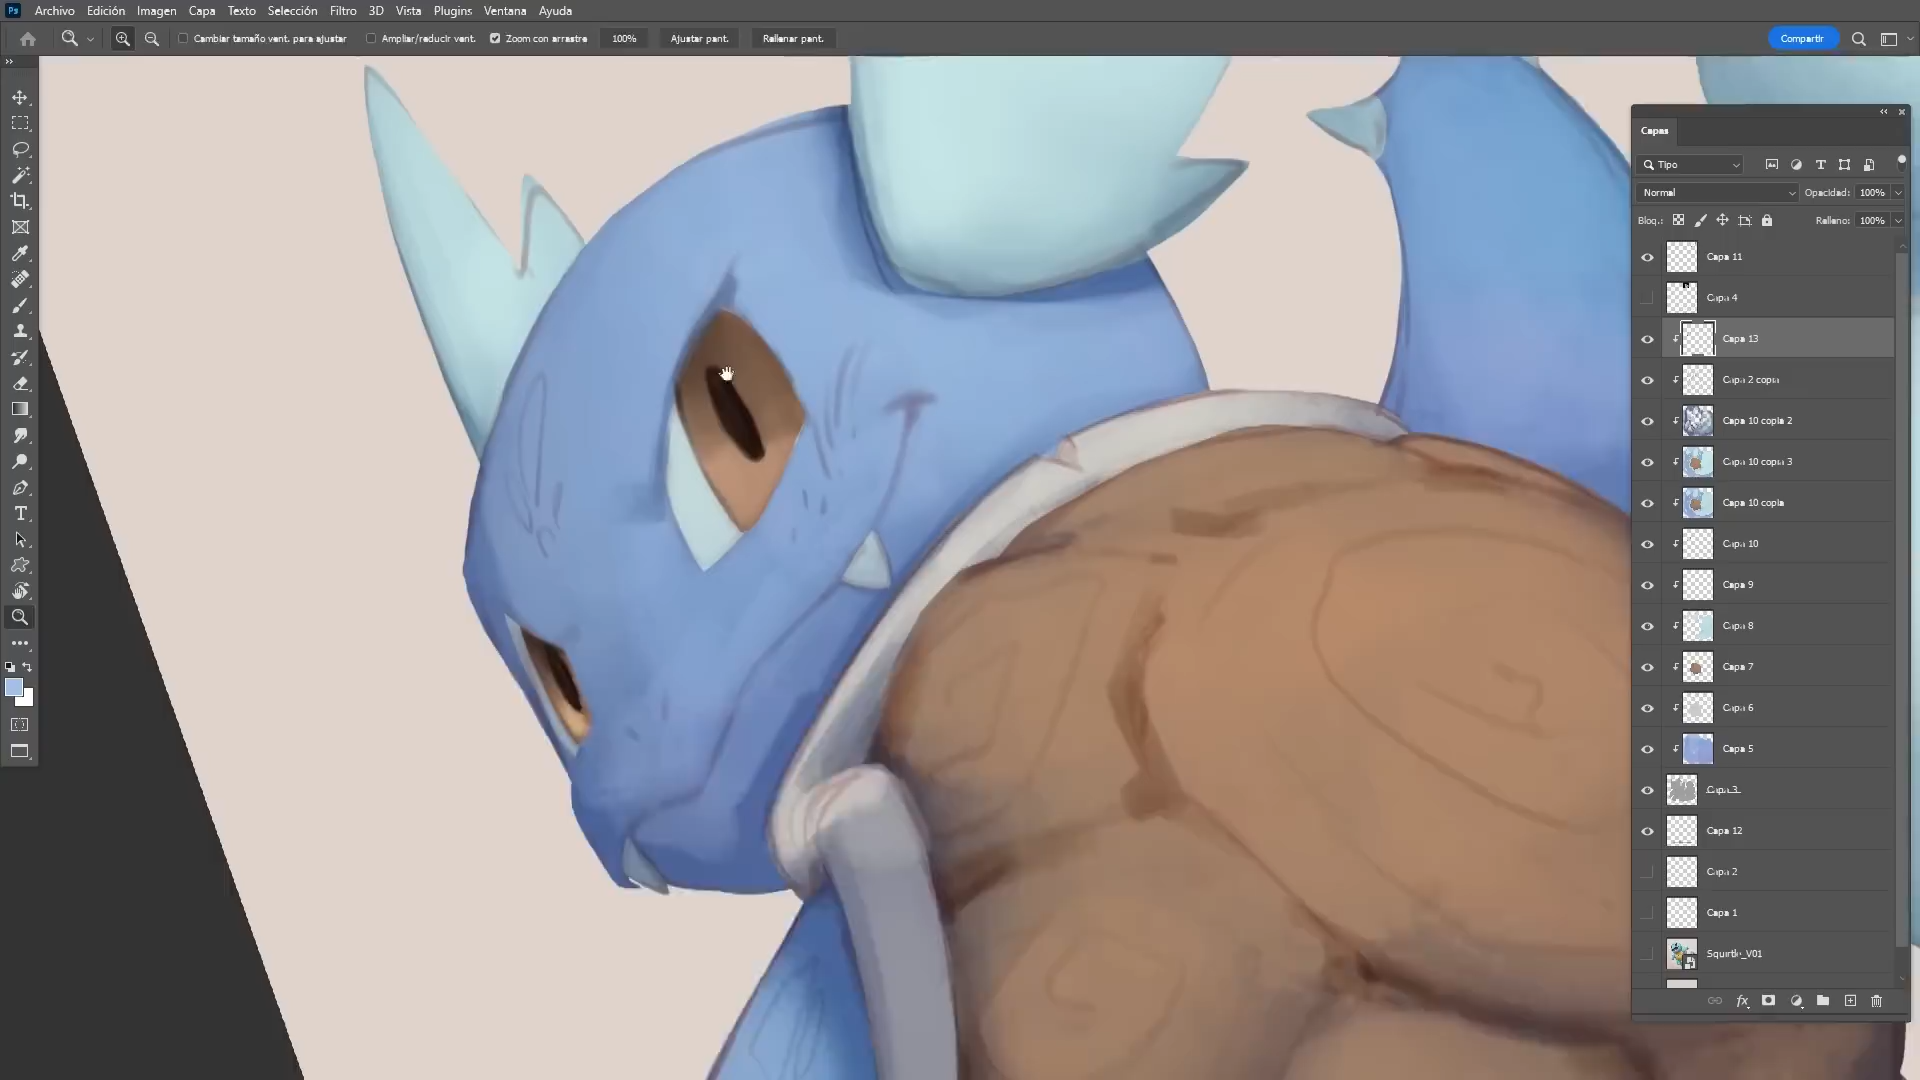 Ps Archivo Edición Imagen Capa Texto Selección Filtro 3D Vista Plugins Ventana Ayuda
Cambiar tamaño vent. para ajustar Ampliar/reducir vent. Zoom con arrastre 100% Ajustar pant. Rellenar pant. Compartir
Capas
Tipo
Normal Opacidad: 100%
Bloq.: Relleno: 100%
Capa 11
Capa 4
Capa 13
Capa 2 copia
Capa 10 copia 2
Capa 10 copia 3
Capa 10 copia
Capa 10
Capa 9
Capa 8
Capa 7
Capa 6
Capa 5
Capa 3
Capa 12
Capa 2
Capa 1
Squirtle_V01
fx